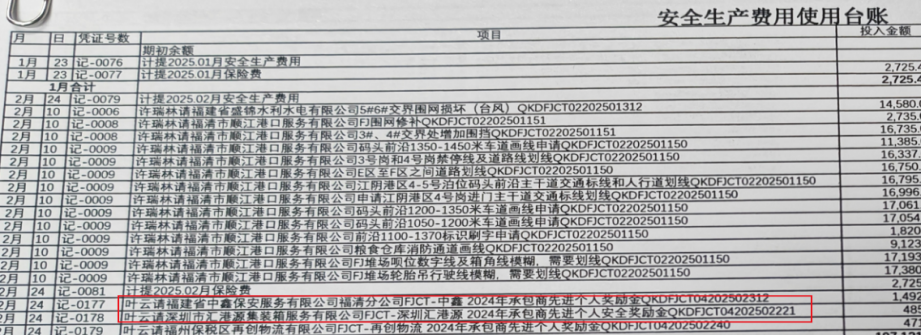 安全生产费用使用台账
月 日 凭证号数 项目 投入金额
期初余额
1月 23 记-0076 计提2025.01月安全生产费用
1月 23 记-0077 计提2025.01月保险费 2,725.4
1月合计 2,725.4
2月 24 记-0079 计提2025.02月安全生产费用
2月 10 记-0006 许瑞林请福建省盛锦水利水电有限公司5#6#交界围网损坏（台风）QKDFJCT02202501312 14,580.0
2月 10 记-0008 许瑞林请福清市顺江港口服务有限公司FJ围网修补QKDFJCT02202501151 2,735.0
2月 10 记-0008 许瑞林请福清市顺江港口服务有限公司3#、4#交界处增加围挡QKDFJCT02202501151 16,735.
2月 10 记-0009 许瑞林请福清市顺江港口服务有限公司码头前沿1350-1450米车道画线申请QKDFJCT02202501150 11,385.
2月 10 记-0009 许瑞林请福清市顺江港口服务有限公司3号岗和4号岗禁停线及道路线划线QKDFJCT02202501150 16,337.
2月 10 记-0009 许瑞林请福清市顺江港口服务有限公司E区至F区之间道路划线QKDFJCT02202501150 16,750
2月 10 记-0009 许瑞林请福清市顺江港口服务有限公司江阴港区4-5号泊位码头前沿主干道交通标线和人行道划线QKDFJCT02202501150 16,795
2月 10 记-0009 许瑞林请福清市顺江港口服务有限公司申请江阴港区4号岗进门主干道交通标线划线QKDFJCT02202501150 16,996
2月 10 记-0009 许瑞林请福清市顺江港口服务有限公司码头前沿1200-1350米车道画线申请QKDFJCT02202501150 17,061
2月 10 记-0009 许瑞林请福清市顺江港口服务有限公司码头前沿1050-1200米车道画线申请QKDFJCT02202501150 17,054
2月 10 记-0009 许瑞林请福清市顺江港口服务有限公司前沿1100-1370标识刷字申请QKDFJCT02202501150 1,820
2月 10 记-0009 许瑞林请福清市顺江港口服务有限公司粮食仓库消防通道画线QKDFJCT02202501150 9,123
2月 10 记-0009 许瑞林请福清市顺江港口服务有限公司FJ堆场呗位数字线及箱角线模糊，需要划线QKDFJCT02202501150 17,193
2月 10 记-0009 许瑞林请福清市顺江港口服务有限公司FJ堆场轮胎吊行驶线模糊，需要划线QKDFJCT02202501150 17,380
2月 24 记-0081 计提2025.02月保险费 2,725
2月 24 记-0177 叶云请福建省中鑫保安服务有限公司福清分公司FJCT-中鑫 2024年承包商先进个人奖励金QKDFJCT04202502312 1,492
2月 24 记-0178 叶云请深圳市汇港源集装箱服务有限公司FJCT-深圳汇港源 2024年承包商先进个人安全奖励金QKDFJCT04202502221
2月 24 记-0179 叶云请福州保税区再创物流有限公司FJCT-再创物流 2024年承包商先进个人奖励金QKDFJCT04202502240